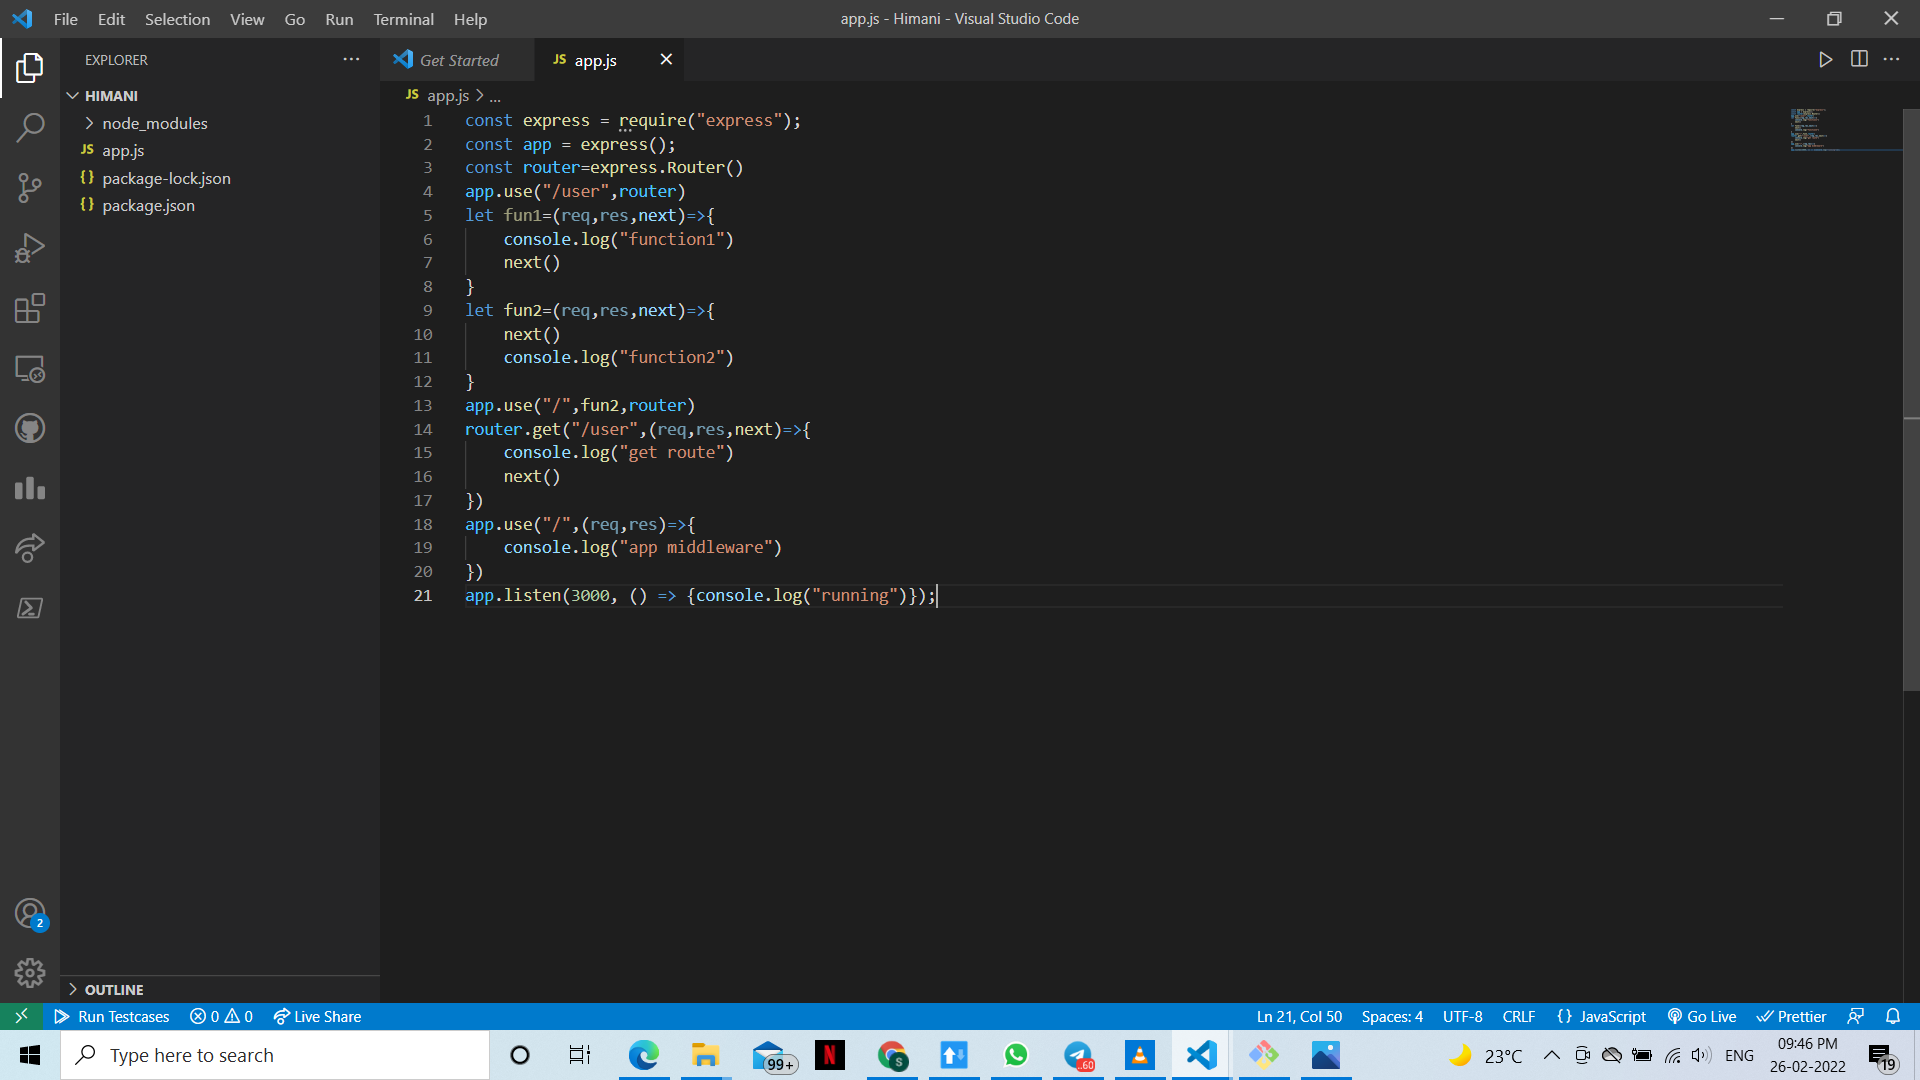 File Edit Selection View Go Run Terminal Help
app.js - Himani - Visual Studio Code
EXPLORER
HIMANI
node_modules
JS app.js
{} package-lock.json
{} package.json
OUTLINE
Get Started
JS app.js
JS app.js > ...
1 const express = require("express");
2 const app = express();
3 const router=express.Router()
4 app.use("/user",router)
5 let fun1=(req,res,next)=>{
6 console.log("function1")
7 next()
8 }
9 let fun2=(req,res,next)=>{
10 next()
11 console.log("function2")
12 }
13 app.use("/",fun2,router)
14 router.get("/user",(req,res,next)=>{
15 console.log("get route")
16 next()
17 })
18 app.use("/",(req,res)=>{
19 console.log("app middleware")
20 })
21 app.listen(3000, () => {console.log("running")});
2
Run Testcases 0 0 Live Share
Ln 21, Col 50 Spaces: 4 UTF-8 CRLF {} JavaScript Go Live Prettier
Type here to search
99+
N
S
..60
23°C
ENG
09:46 PM
26-02-2022
19